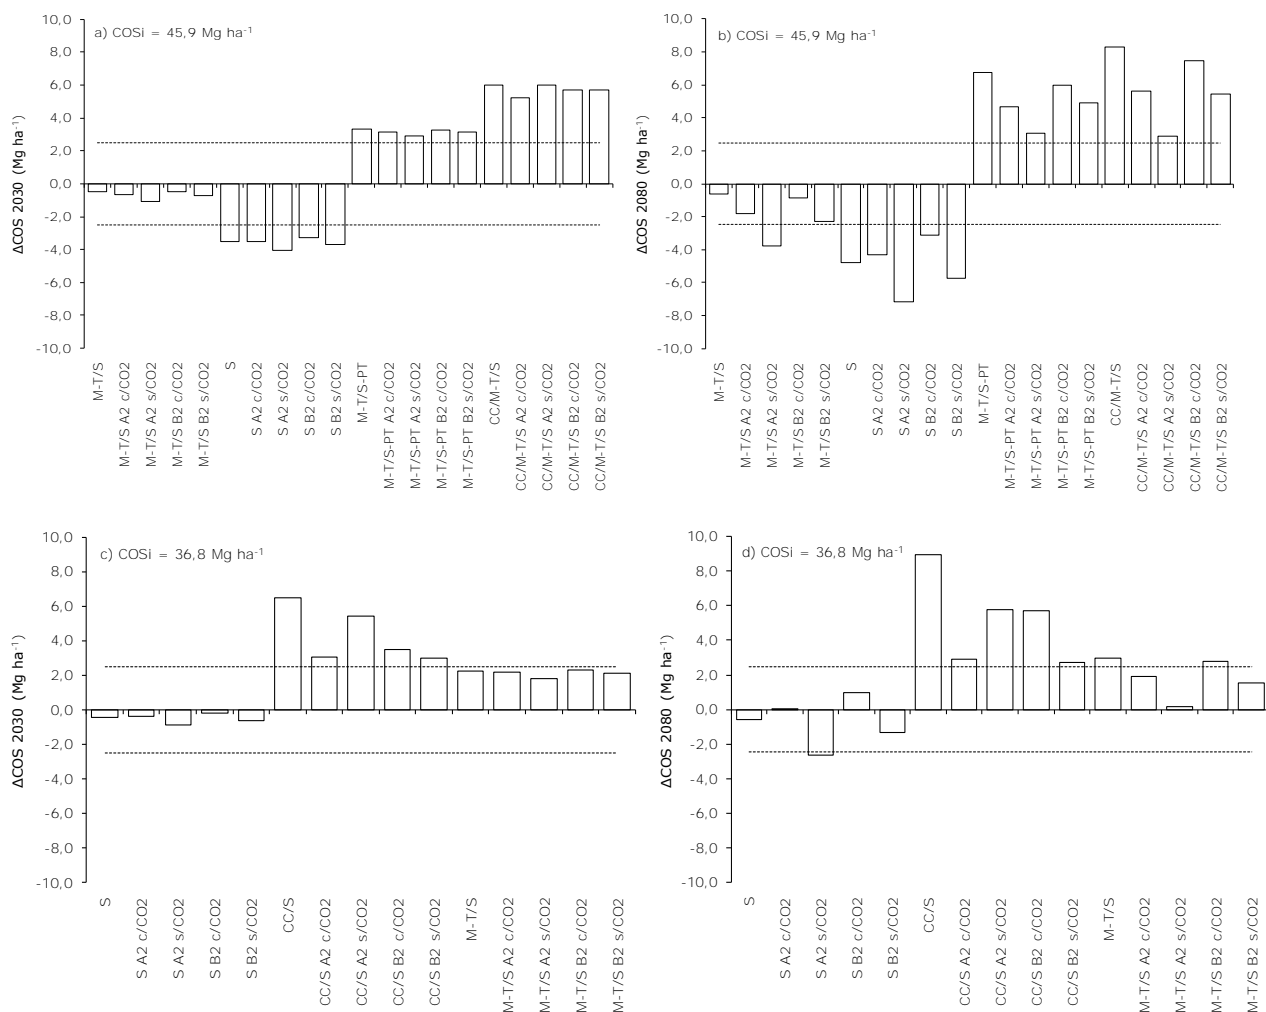 a) COSi = 45,9 Mg ha-1
ΔCOS 2030 (Mg ha-1)
10,0
8,0
6,0
4,0
2,0
0,0
-2,0
-4,0
-6,0
-8,0
-10,0
M-T/S
M-T/S A2 c/CO2
M-T/S A2 s/CO2
M-T/S B2 c/CO2
M-T/S B2 s/CO2
S
S A2 c/CO2
S A2 s/CO2
S B2 c/CO2
S B2 s/CO2
M-T/S-PT
M-T/S-PT A2 c/CO2
M-T/S-PT A2 s/CO2
M-T/S-PT B2 c/CO2
M-T/S-PT B2 s/CO2
CC/M-T/S
CC/M-T/S A2 c/CO2
CC/M-T/S A2 s/CO2
CC/M-T/S B2 c/CO2
CC/M-T/S B2 s/CO2
b) COSi = 45,9 Mg ha-1
ΔCOS 2080 (Mg ha-1)
10,0
8,0
6,0
4,0
2,0
0,0
-2,0
-4,0
-6,0
-8,0
-10,0
M-T/S
M-T/S A2 c/CO2
M-T/S A2 s/CO2
M-T/S B2 c/CO2
M-T/S B2 s/CO2
S
S A2 c/CO2
S A2 s/CO2
S B2 c/CO2
S B2 s/CO2
M-T/S-PT
M-T/S-PT A2 c/CO2
M-T/S-PT A2 s/CO2
M-T/S-PT B2 c/CO2
M-T/S-PT B2 s/CO2
CC/M-T/S
CC/M-T/S A2 c/CO2
CC/M-T/S A2 s/CO2
CC/M-T/S B2 c/CO2
CC/M-T/S B2 s/CO2
c) COSi = 36,8 Mg ha-1
ΔCOS 2030 (Mg ha-1)
10,0
8,0
6,0
4,0
2,0
0,0
-2,0
-4,0
-6,0
-8,0
-10,0
S
S A2 c/CO2
S A2 s/CO2
S B2 c/CO2
S B2 s/CO2
CC/S
CC/S A2 c/CO2
CC/S A2 s/CO2
CC/S B2 c/CO2
CC/S B2 s/CO2
M-T/S
M-T/S A2 c/CO2
M-T/S A2 s/CO2
M-T/S B2 c/CO2
M-T/S B2 s/CO2
d) COSi = 36,8 Mg ha-1
ΔCOS 2080 (Mg ha-1)
10,0
8,0
6,0
4,0
2,0
0,0
-2,0
-4,0
-6,0
-8,0
-10,0
S
S A2 c/CO2
S A2 s/CO2
S B2 c/CO2
S B2 s/CO2
CC/S
CC/S A2 c/CO2
CC/S A2 s/CO2
CC/S B2 c/CO2
CC/S B2 s/CO2
M-T/S
M-T/S A2 c/CO2
M-T/S A2 s/CO2
M-T/S B2 c/CO2
M-T/S B2 s/CO2